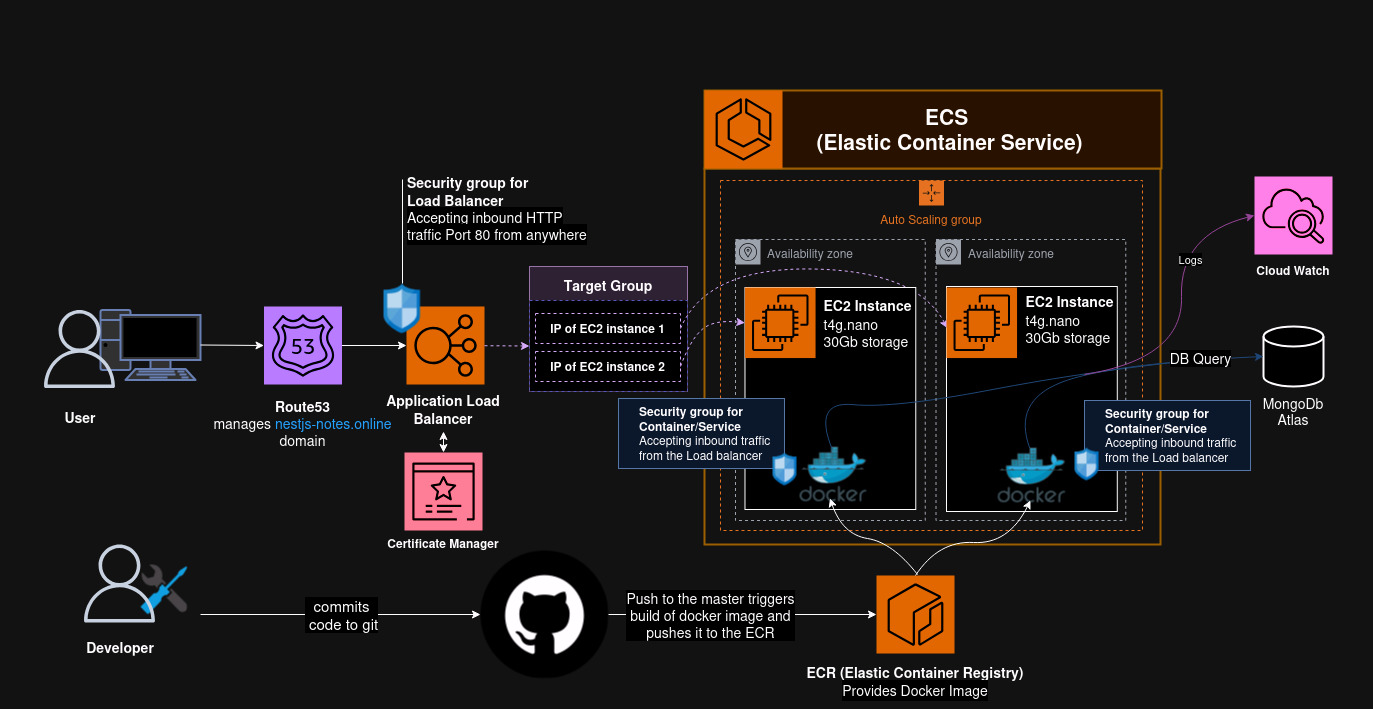 ECS
(Elastic Container Service)
Auto Scaling group
Availability zone
Availability zone
Security group for
Load Balancer
Accepting inbound HTTP
traffic Port 80 from anywhere
Target Group
IP of EC2 instance 1
IP of EC2 instance 2
EC2 Instance
t4g.nano
30Gb storage
EC2 Instance
t4g.nano
30Gb storage
Logs
Cloud Watch
DB Query
MongoDb
Atlas
User
53
Route53
manages nestjs-notes.online
domain
Application Load
Balancer
Certificate Manager
Security group for
Container/Service
Accepting inbound traffic
from the Load balancer
docker
Security group for
Container/Service
Accepting inbound traffic
from the Load balancer
docker
Developer
commits
code to git
Push to the master triggers
build of docker image and
pushes it to the ECR
ECR (Elastic Container Registry)
Provides Docker Image